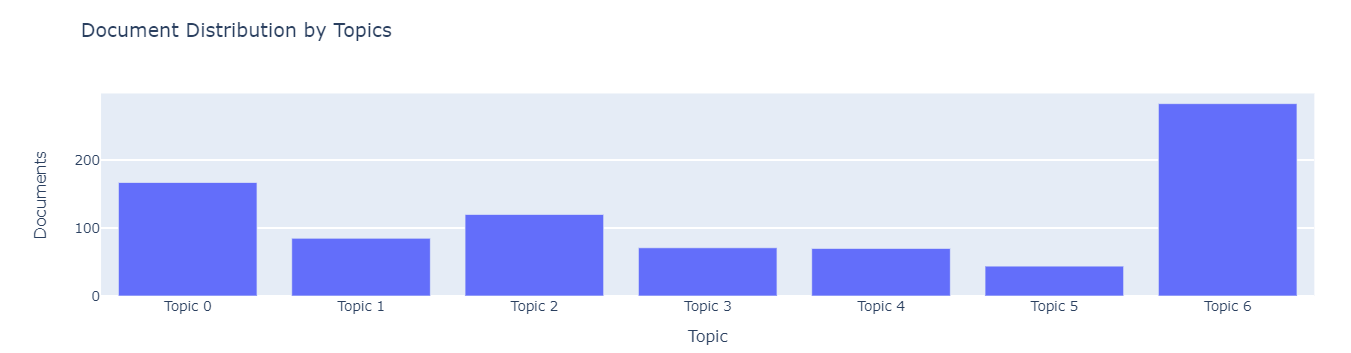 Document Distribution by Topics
Documents
200
100
0
Topic 0
Topic 1
Topic 2
Topic 3
Topic 4
Topic 5
Topic 6
Topic